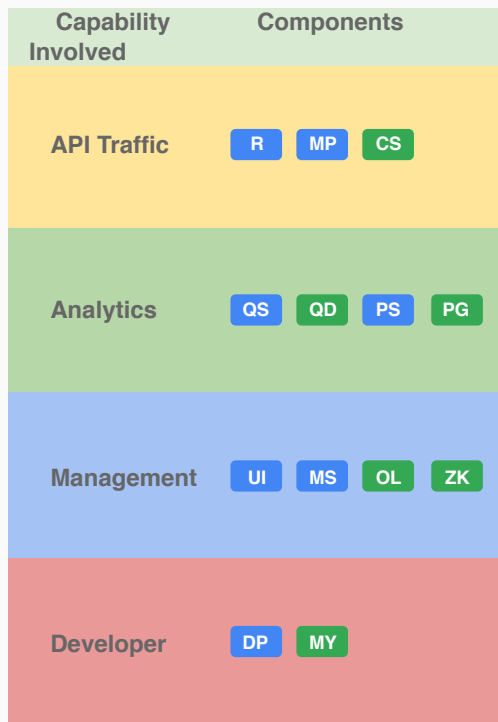 Capability Components
Involved
API Traffic R MP CS
Analytics QS QD PS PG
Management UI MS OL ZK
Developer DP MY